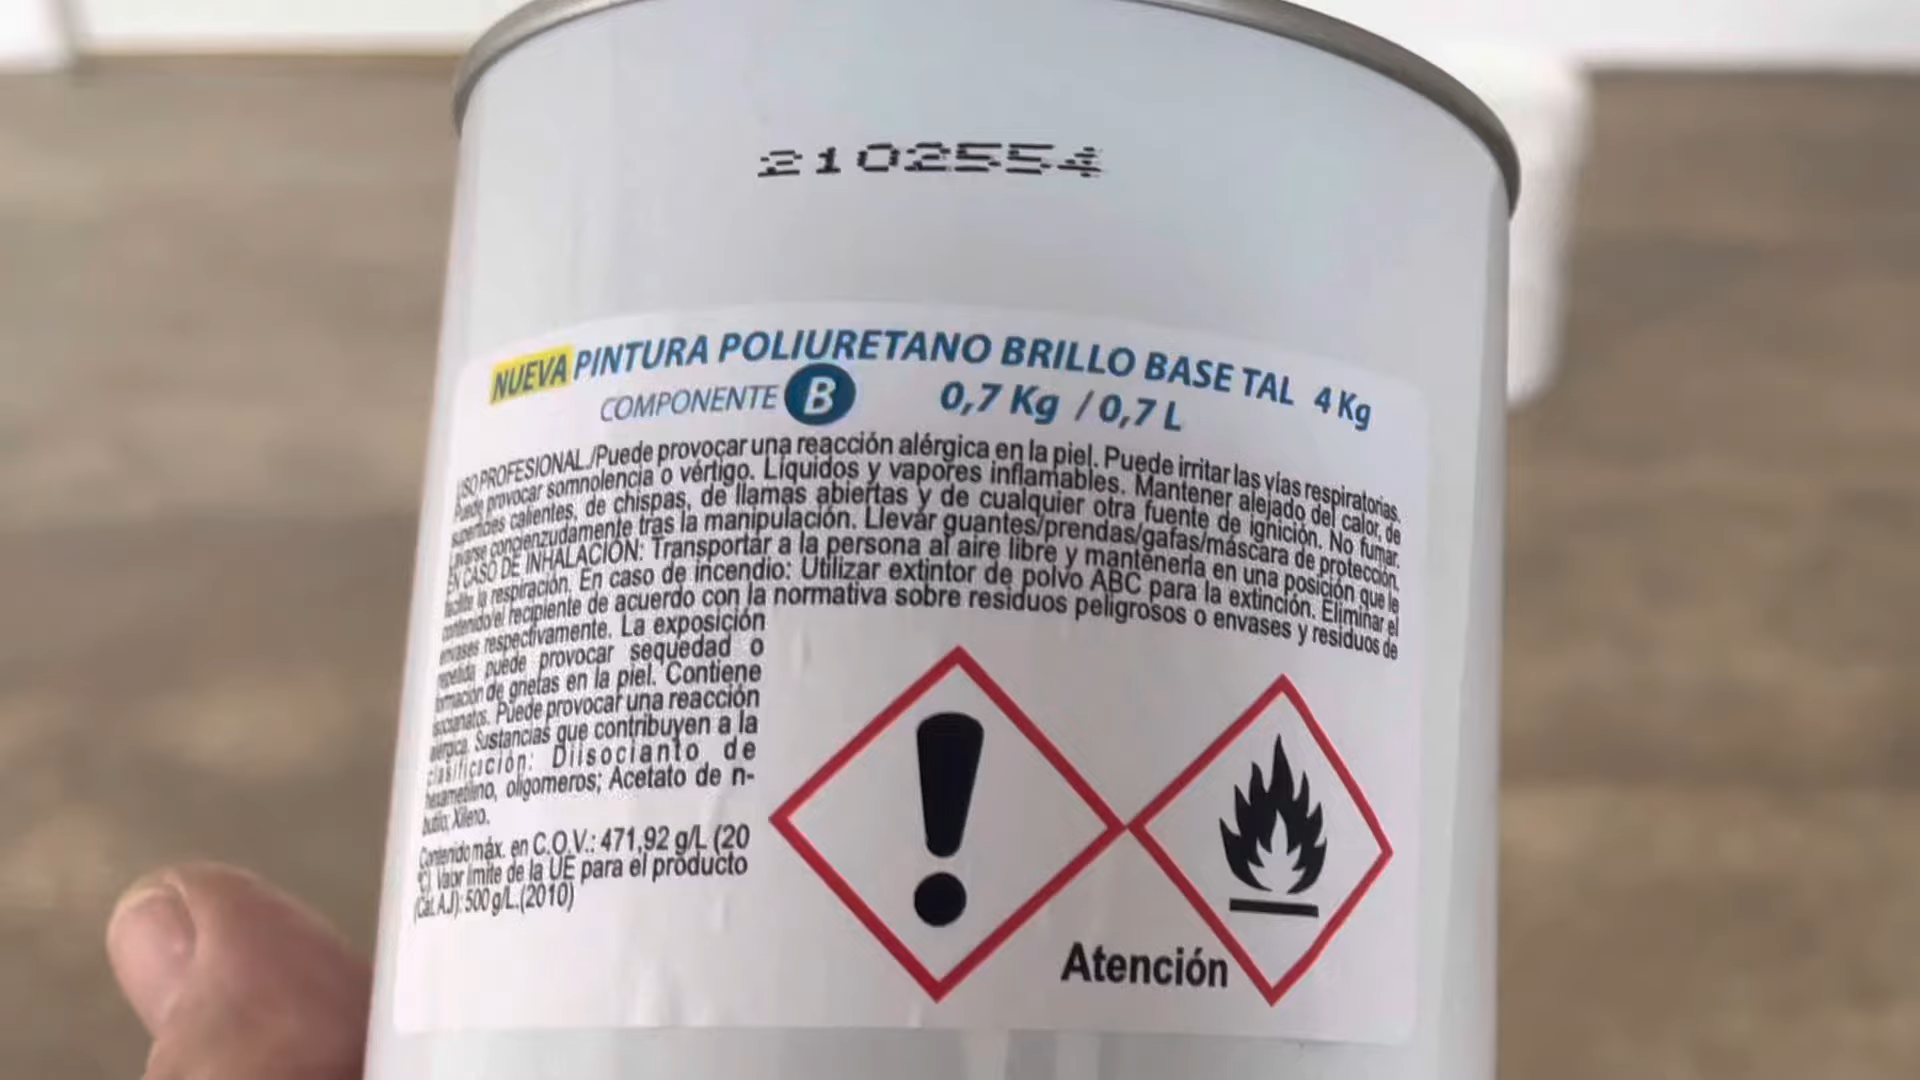 2102554
NUEVA PINTURA POLIURETANO BRILLO BASE TAL 4 Kg
COMPONENTE B 0,7 Kg / 0,7 L
USO PROFESIONAL./Puede provocar una reacción alérgica en la piel. Puede irritar las vías respiratorias.
Puede provocar somnolencia o vértigo. Líquidos y vapores inflamables. Mantener alejado del calor, de
superficies calientes, de chispas, de llamas abiertas y de cualquier otra fuente de ignición. No fumar.
Lavarse concienzudamente tras la manipulación. Llevar guantes/prendas/gafas/máscara de protección.
EN CASO DE INHALACIÓN: Transportar a la persona al aire libre y mantenerla en una posición que le
facilite la respiración. En caso de incendio: Utilizar extintor de polvo ABC para la extinción. Eliminar el
contenido/el recipiente de acuerdo con la normativa sobre residuos peligrosos o envases y residuos de
envases respectivamente. La exposición
repetida puede provocar sequedad o
formación de grietas en la piel. Contiene
isocianatos. Puede provocar una reacción
alérgica. Sustancias que contribuyen a la
clasificación: Diisocianto de
hexametilino, oligomeros; Acetato de n-
butilo; Xileno.
Contenido máx. en C.O.V.: 471,92 g/L (20
°C). Valor límite de la UE para el producto
(Cat. A.J): 500 g/L.(2010)
Atención